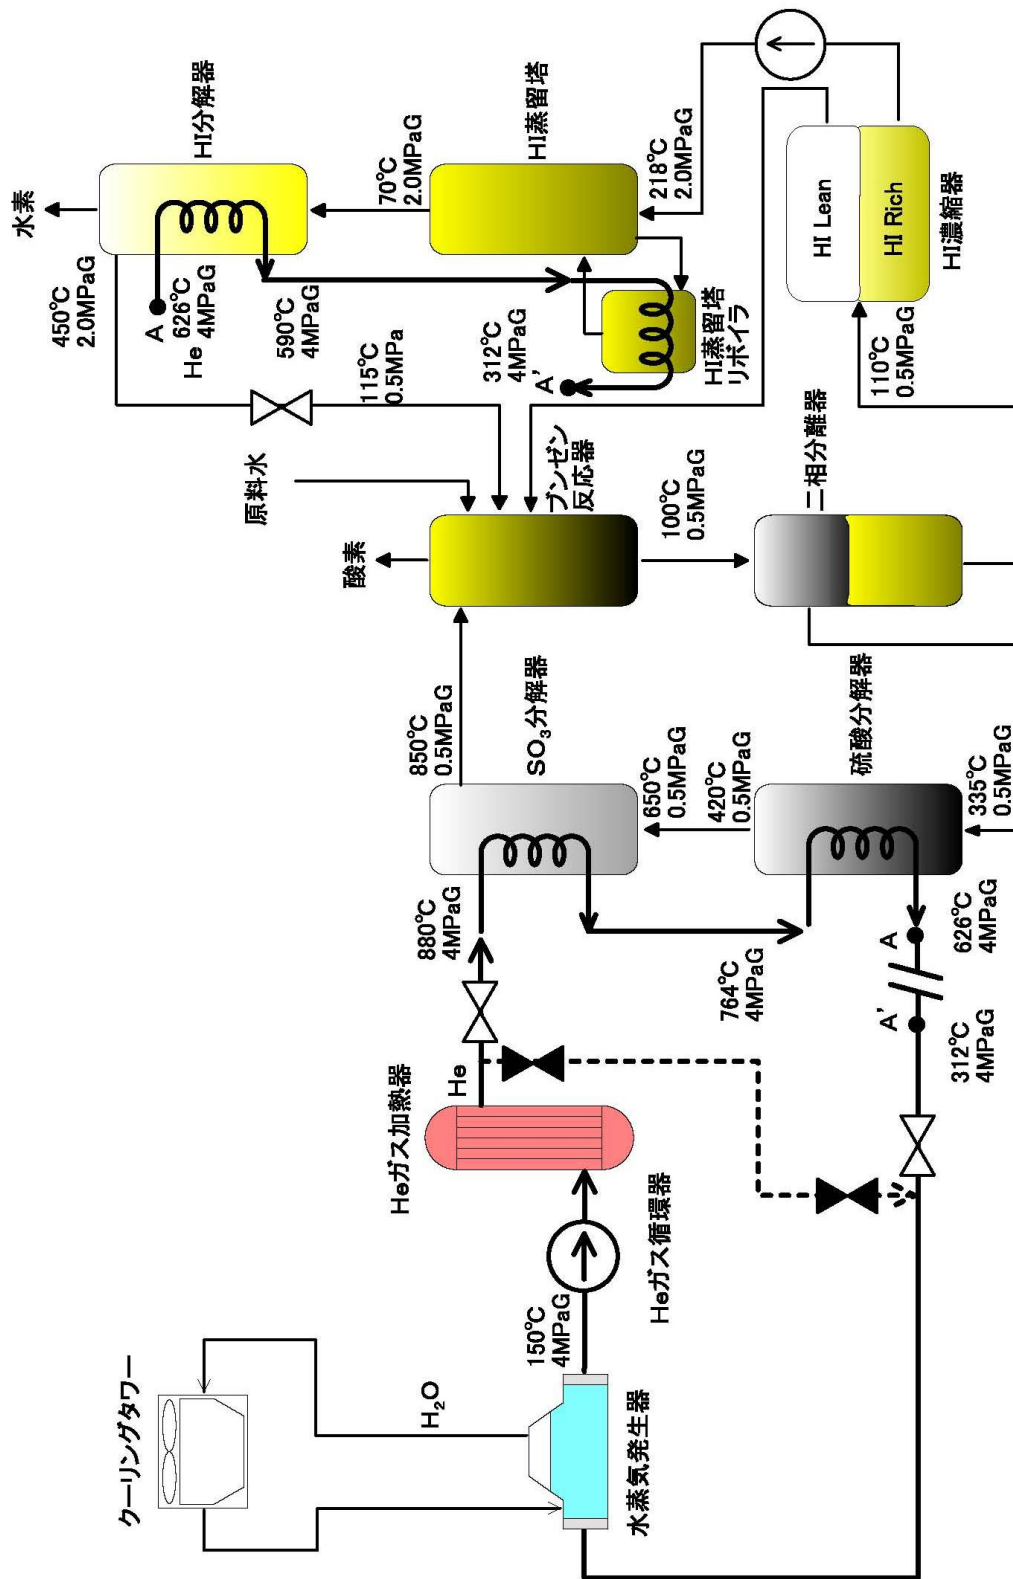 クーリングタワー
H₂O
水蒸気発生器
150℃
4MPaG
Heガス循環器
Heガス加熱器
He
880℃
4MPaG
SO₃分解器
850℃
0.5MPaG
764℃
4MPaG
650℃
0.5MPaG
420℃
0.5MPaG
硫酸分解器
335℃
0.5MPaG
A
626℃
4MPaG
A'
312℃
4MPaG
酸素
原料水
ブンゼン
反応器
100℃
0.5MPaG
二相分離器
水素
HI分解器
450℃
2.0MPaG
A
He
626℃
4MPaG
590℃
4MPaG
115℃
0.5MPa
70℃
2.0MPaG
HI蒸留塔
312℃
4MPaG
A'
HI蒸留塔
リボイラ
218℃
2.0MPaG
HI Lean
HI Rich
HI濃縮器
110℃
0.5MPaG